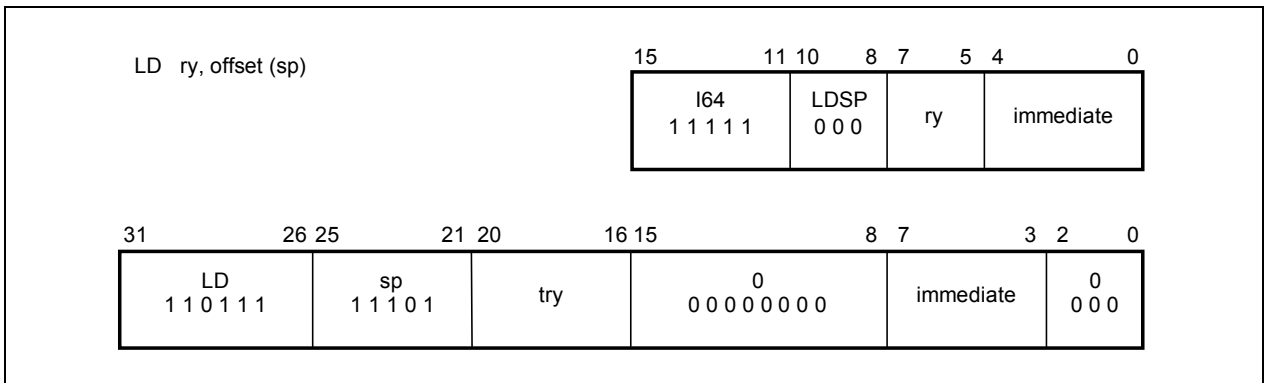 LD ry, offset (sp)
15 11 10 8 7 5 4 0
I64 LDSP ry immediate
1 1 1 1 1 0 0 0
31 26 25 21 20 16 15 8 7 3 2 0
LD sp try 0 immediate 0
1 1 0 1 1 1 1 1 1 0 1 0 0 0 0 0 0 0 0 0 0 0